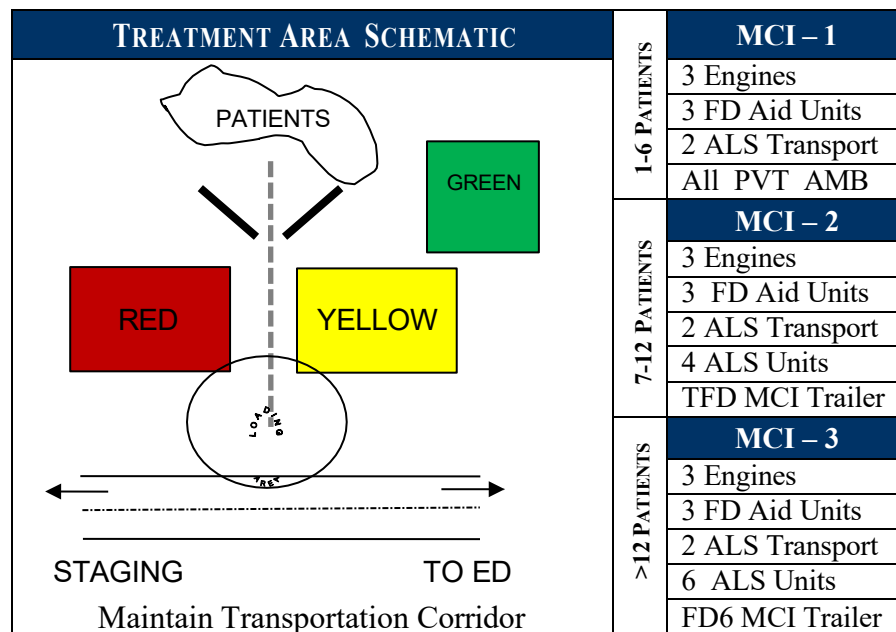 TREATMENT AREA SCHEMATIC
PATIENTS
GREEN
RED
YELLOW
LOADING
AREA
STAGING
TO ED
Maintain Transportation Corridor
1-6 PATIENTS
MCI – 1
3 Engines
3 FD Aid Units
2 ALS Transport
All PVT AMB
7-12 PATIENTS
MCI – 2
3 Engines
3 FD Aid Units
2 ALS Transport
4 ALS Units
TFD MCI Trailer
>12 PATIENTS
MCI – 3
3 Engines
3 FD Aid Units
2 ALS Transport
6 ALS Units
FD6 MCI Trailer